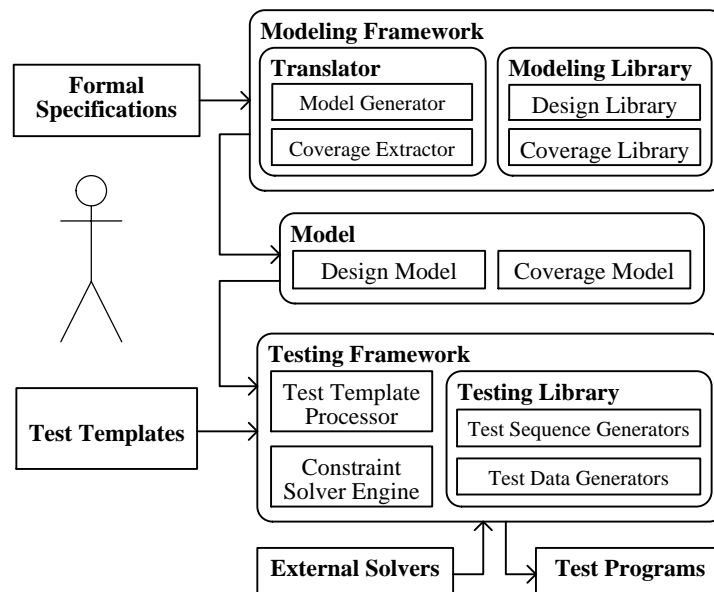 Modeling Framework
Formal
Specifications
Translator
Model Generator
Coverage Extractor
Modeling Library
Design Library
Coverage Library
Model
Design Model
Coverage Model
Testing Framework
Test Templates
Test Template
Processor
Constraint
Solver Engine
Testing Library
Test Sequence Generators
Test Data Generators
External Solvers
Test Programs